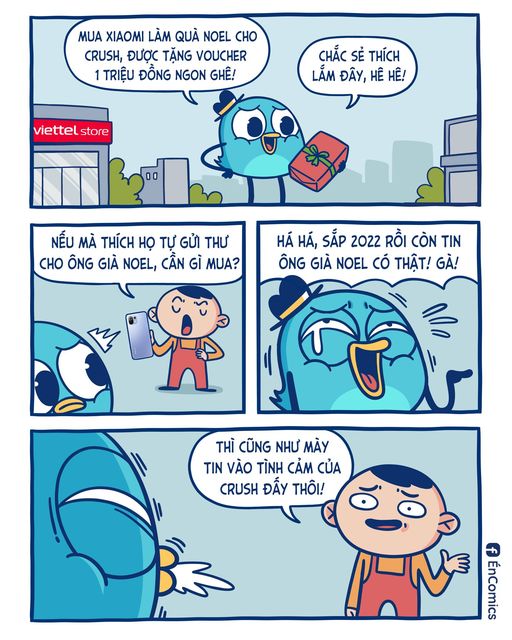 MUA XIAOMI LÀM QUÀ NOEL CHO
CRUSH, ĐƯỢC TẶNG VOUCHER
1 TRIỆU ĐỒNG NGON GHÊ!
CHẮC SẺ THÍCH
LẮM ĐÂY, HÊ HÊ!
viettel store
NẾU MÀ THÍCH HỌ TỰ GỬI THƯ
CHO ÔNG GIÀ NOEL, CẦN GÌ MUA?
HÁ HÁ, SẮP 2022 RỒI CÒN TIN
ÔNG GIÀ NOEL CÓ THẬT! GÀ!
THÌ CŨNG NHƯ MÀY
TIN VÀO TÌNH CẢM CỦA
CRUSH ĐẤY THÔI!
ÉnComics